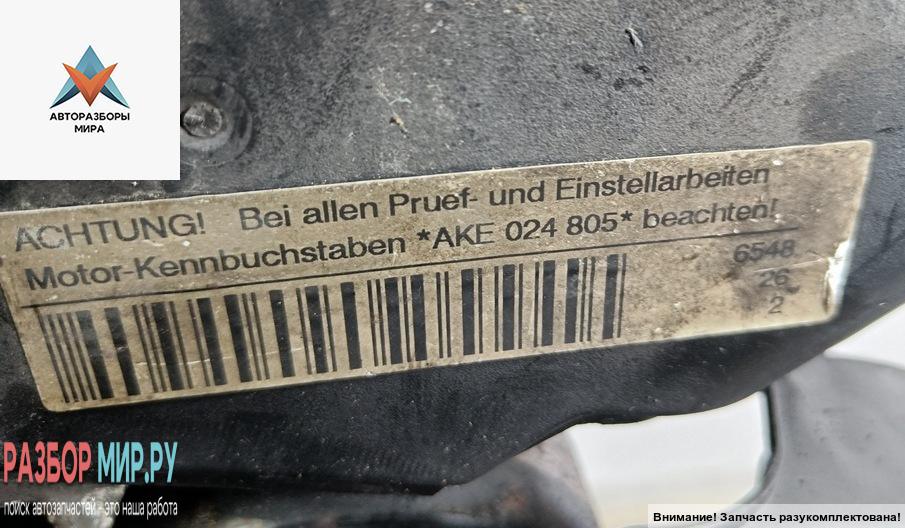 АВТОРАЗБОРЫ
МИРА
ACHTUNG! Bei allen Pruef- und Einstellarbeiten
Motor-Kennbuchstaben *AKE 024 805* beachten!
6548
26
2
РАЗБОР МИР.РУ
поиск автозапчастей - это наша работа
Внимание! Запчасть разукомплектована!